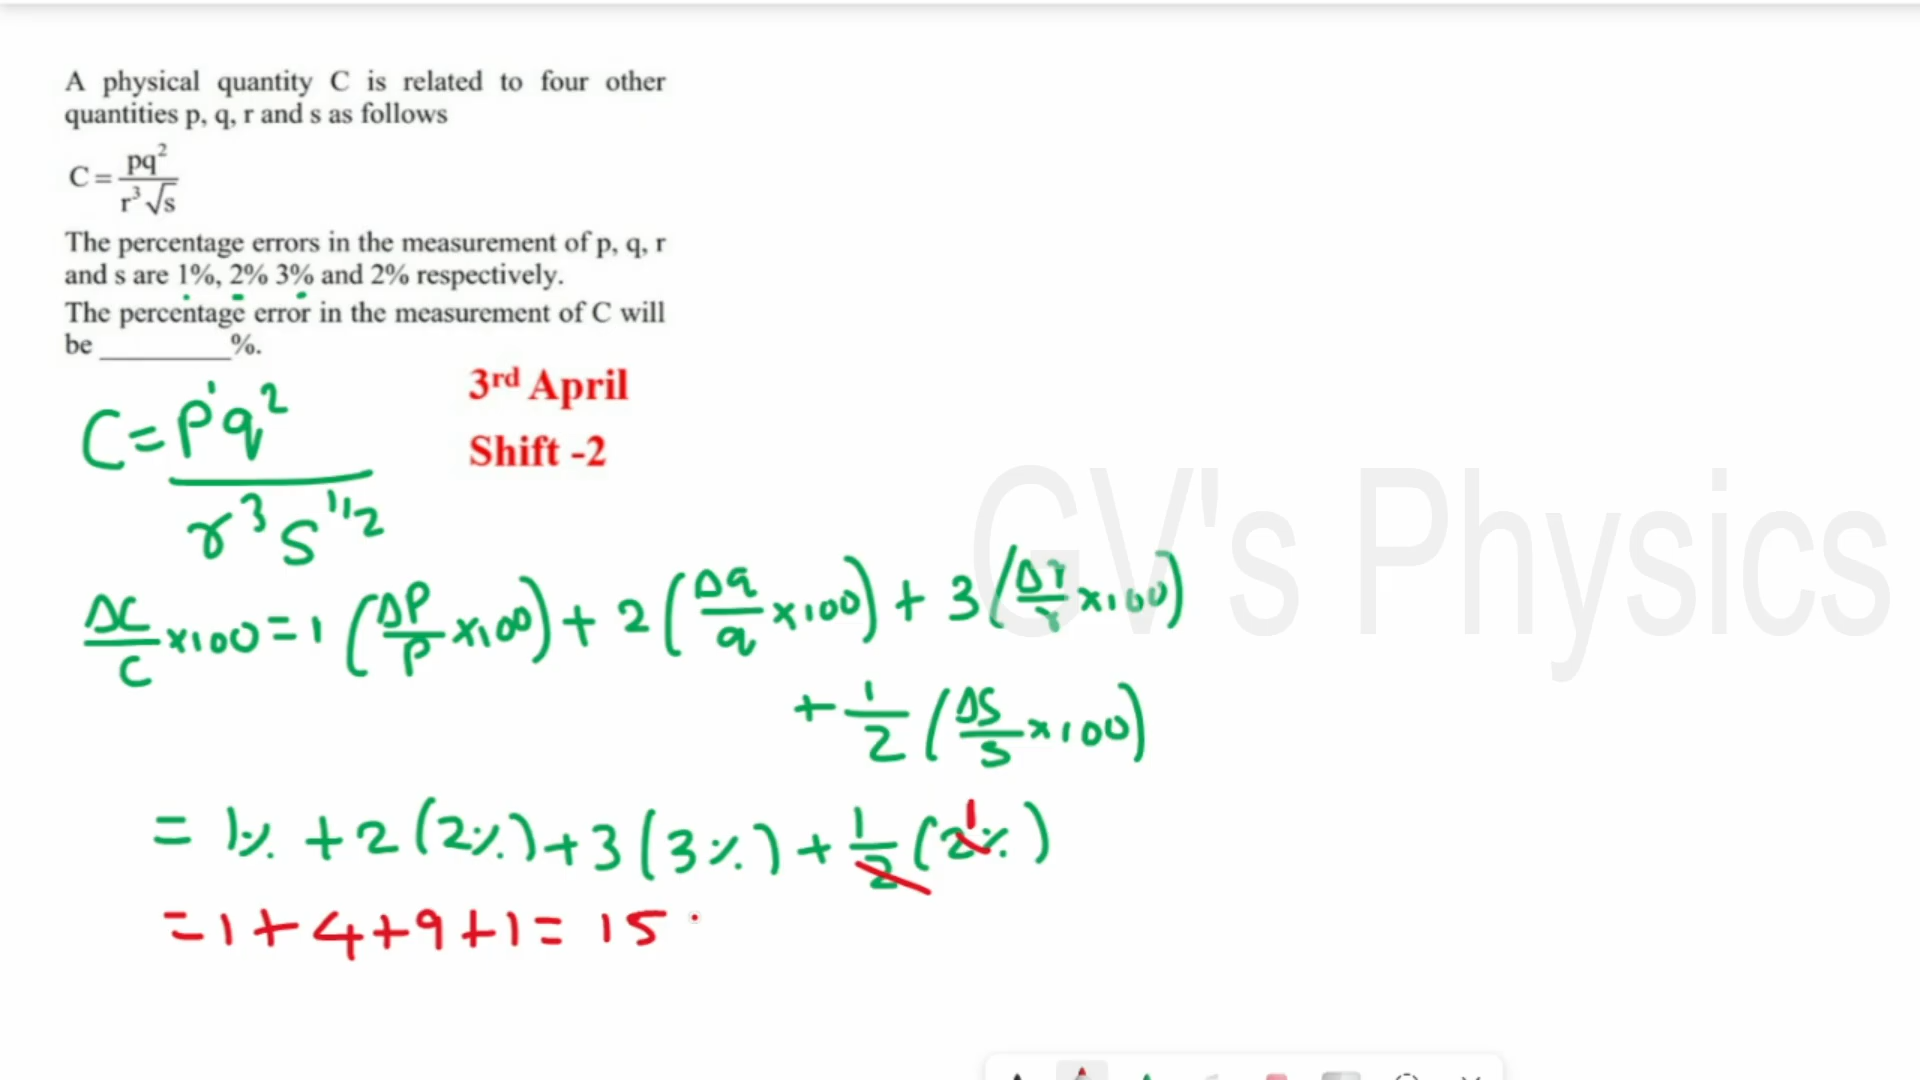 A physical quantity C is related to four other
quantities p, q, r and s as follows
C = pq² / r³√s
The percentage errors in the measurement of p, q, r
and s are 1%, 2% 3% and 2% respectively.
The percentage error in the measurement of C will
be _________%.
3rd April
Shift -2
C = p¹q² / r³s^1/2
GV's Physics
ΔC/C ×100 = 1 (ΔP/P ×100) + 2 (Δq/q ×100) + 3 (Δr/r ×100)
+ 1/2 (ΔS/S ×100)
= 1% + 2 (2%) + 3 (3%) + 1/2 (2%) 1
= 1 + 4 + 9 + 1 = 15